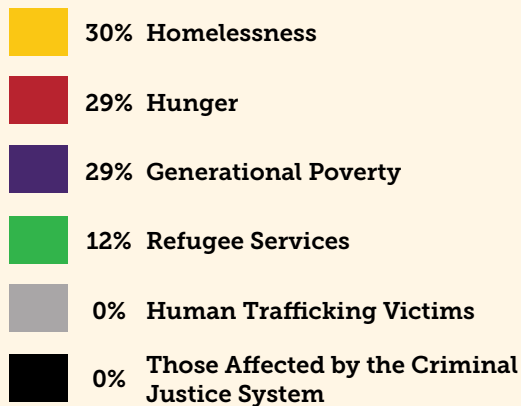 30% Homelessness
29% Hunger
29% Generational Poverty
12% Refugee Services
0% Human Trafficking Victims
0% Those Affected by the Criminal
Justice System